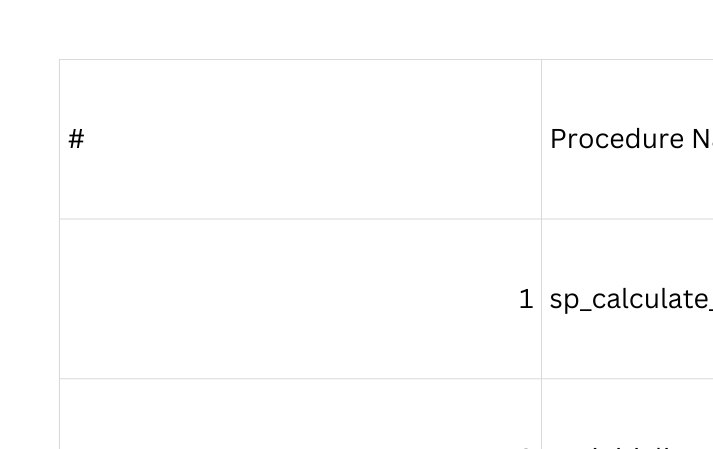 #
Procedure
1
sp_calculate_